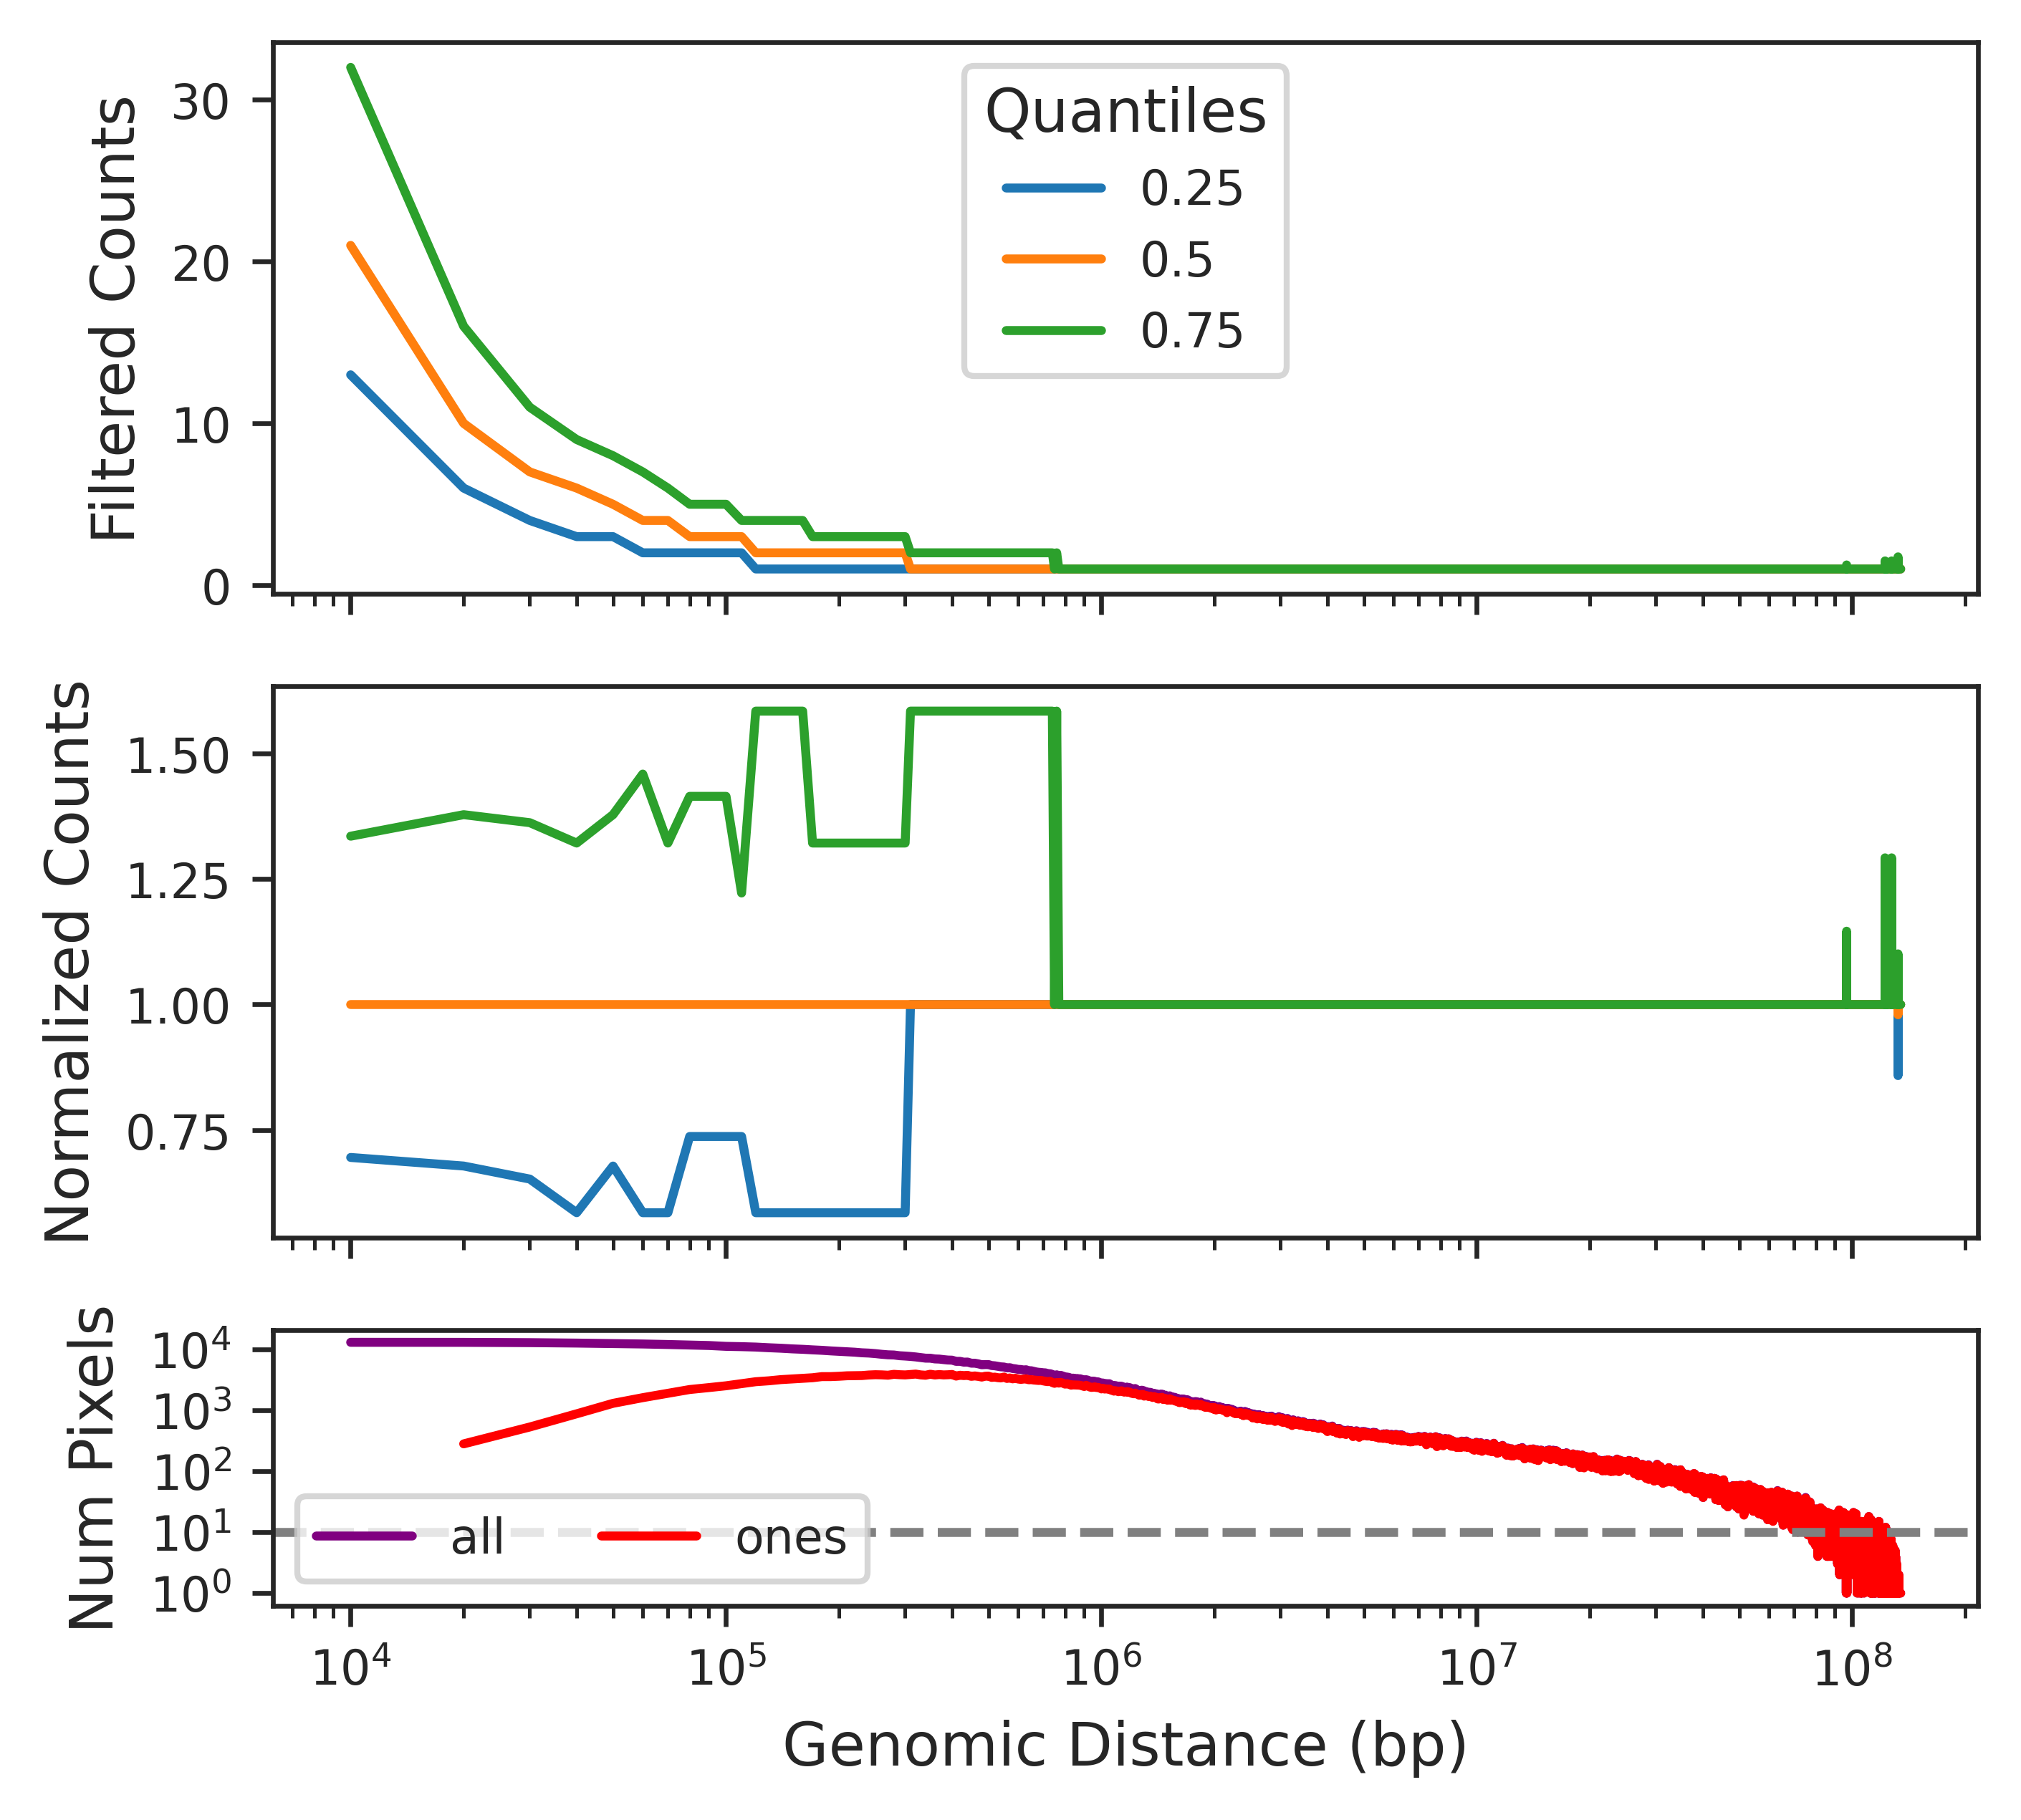 Filtered Counts
30
20
10
0
Quantiles
0.25
0.5
0.75
Normalized Counts
1.50
1.25
1.00
0.75
Num Pixels
10⁴
10³
10²
10¹
10⁰
all ones
10⁴ 10⁵ 10⁶ 10⁷ 10⁸
Genomic Distance (bp)